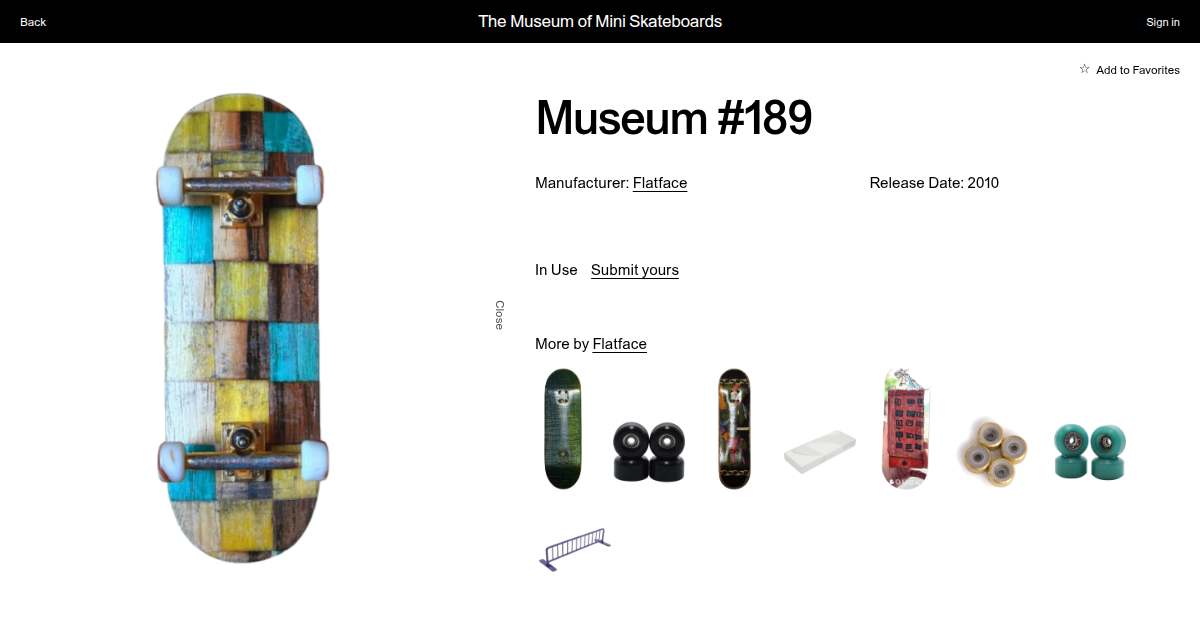 Back
The Museum of Mini Skateboards
Sign in
☆ Add to Favorites
Museum #189
Manufacturer: Flatface
Release Date: 2010
In Use Submit yours
Close
More by Flatface